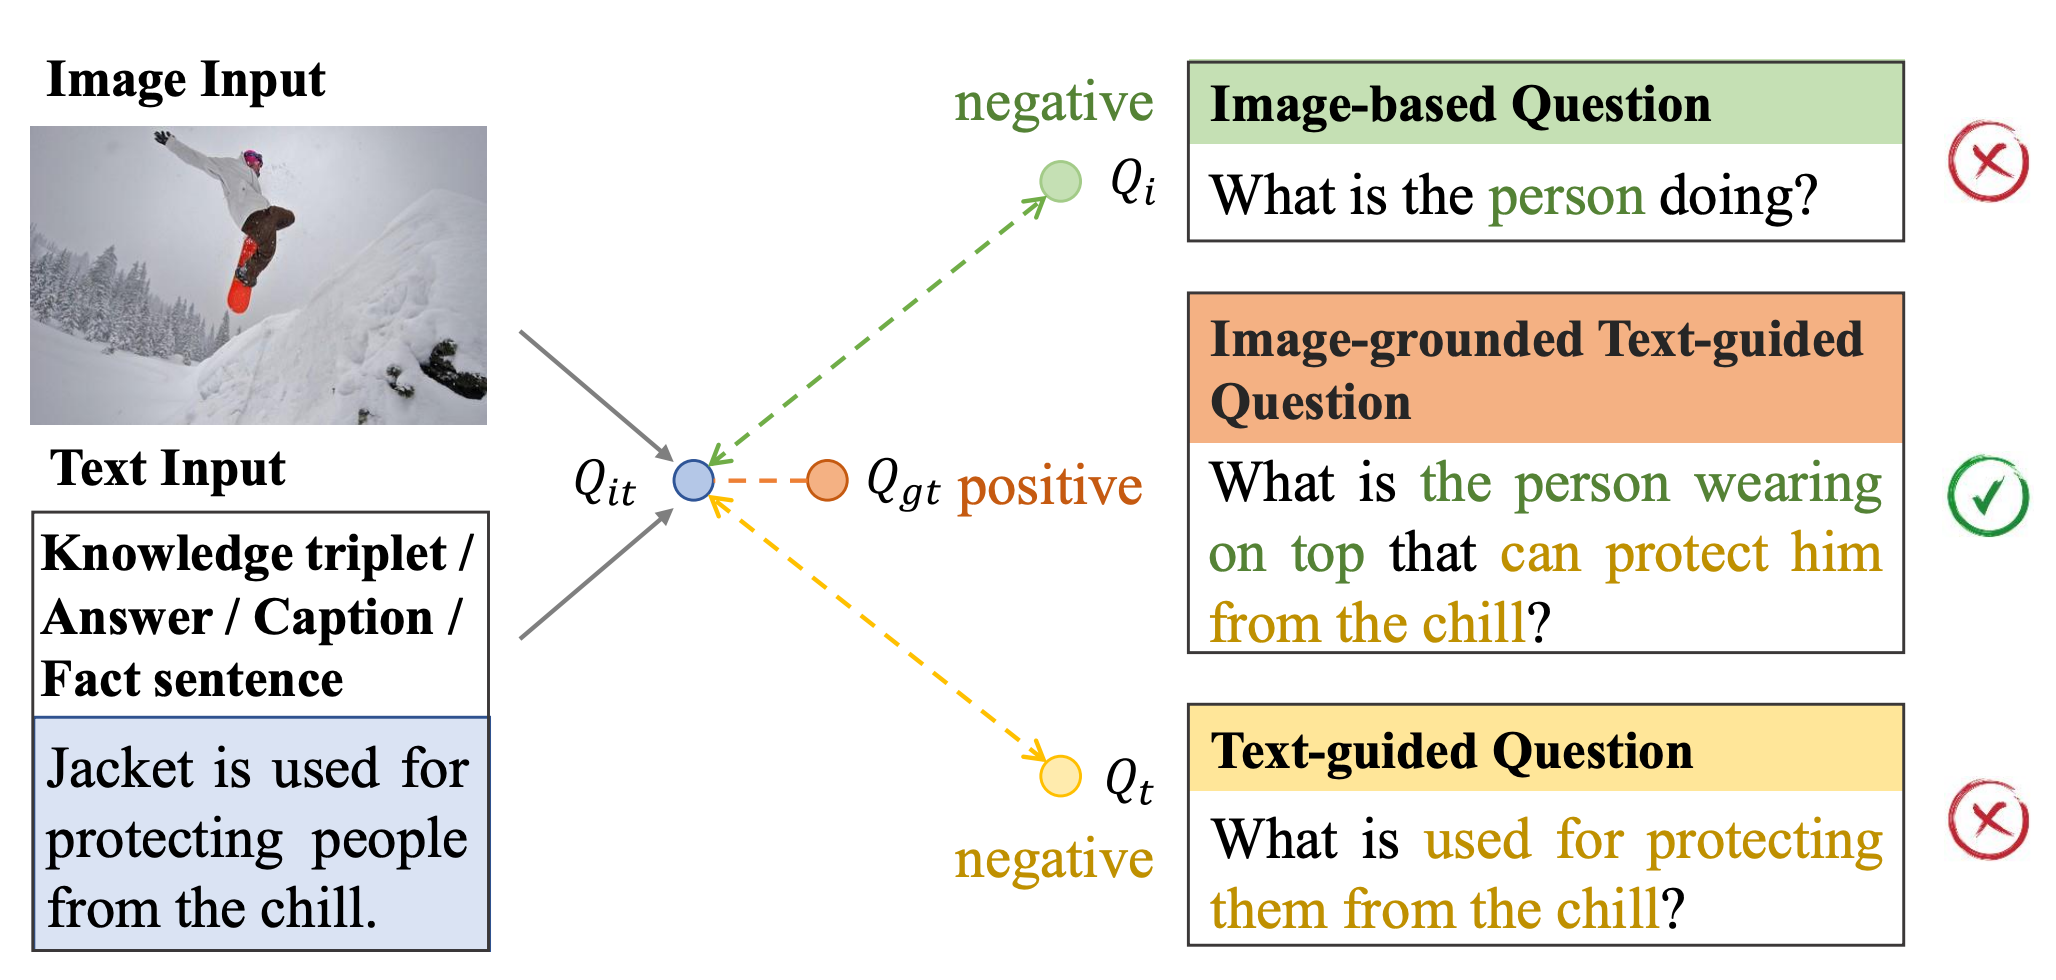 Image Input
Text Input
Knowledge triplet /
Answer / Caption /
Fact sentence
Jacket is used for
protecting people
from the chill.
Q_{it}
negative
Q_i
Q_{gt} positive
Q_t
negative
Image-based Question
What is the person doing?
Image-grounded Text-guided
Question
What is the person wearing
on top that can protect him
from the chill?
Text-guided Question
What is used for protecting
them from the chill?